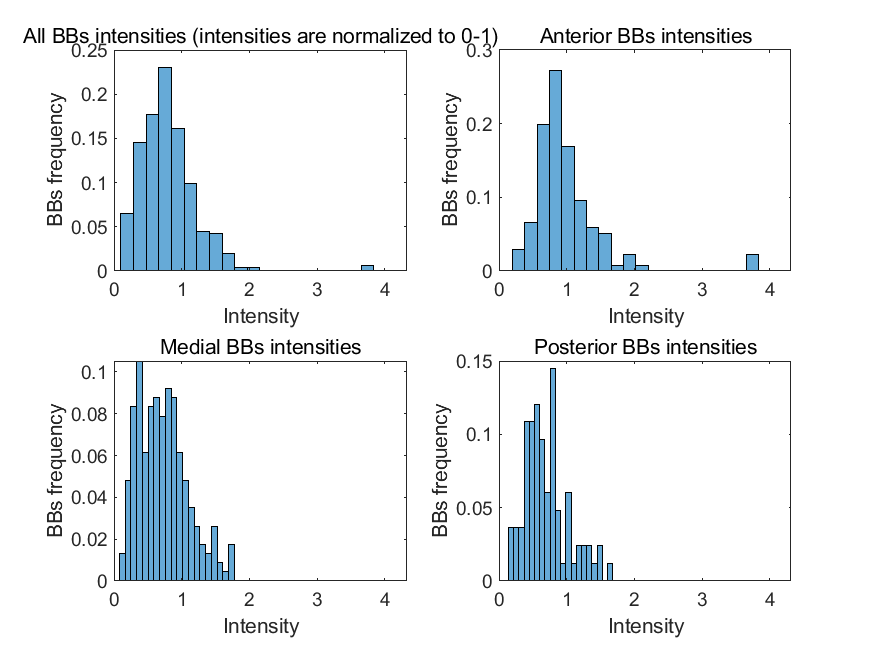 All BBs intensities (intensities are normalized to 0-1)
0.25
0.2
0.15
0.1
0.05
0
BBs frequency
0 1 2 3 4
Intensity
Anterior BBs intensities
0.3
0.2
0.1
0
BBs frequency
0 1 2 3 4
Intensity
Medial BBs intensities
0.1
0.08
0.06
0.04
0.02
0
BBs frequency
0 1 2 3 4
Intensity
Posterior BBs intensities
0.15
0.1
0.05
0
BBs frequency
0 1 2 3 4
Intensity